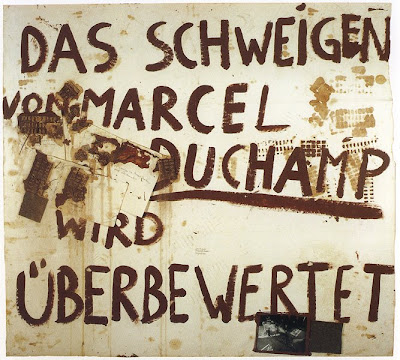 DAS SCHWEIGEN
VON MARCEL
DUCHAMP
WIRD
ÜBERBEWERTET